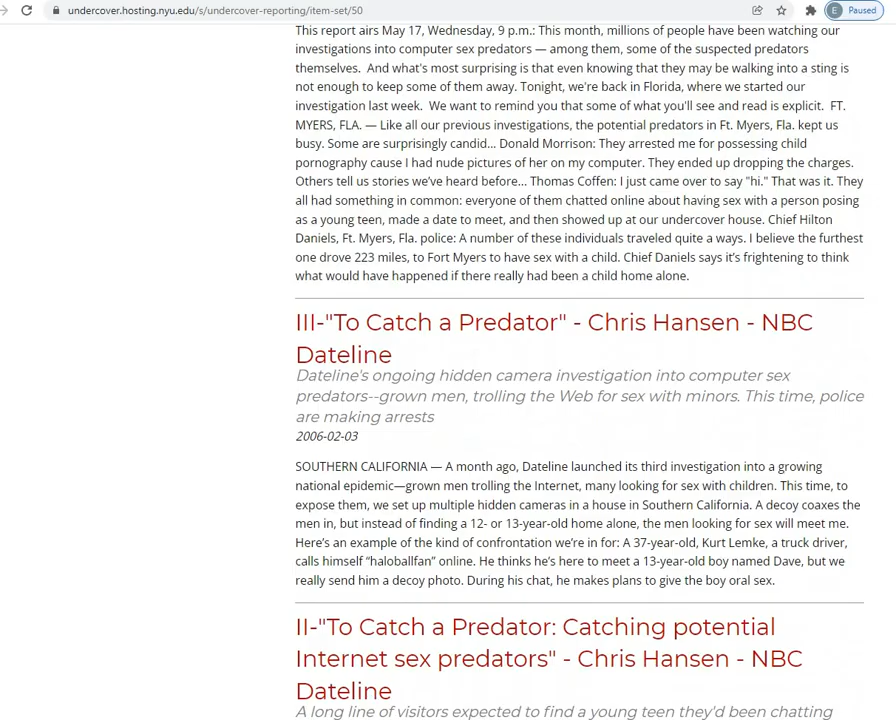 undercover.hosting.nyu.edu/s/undercover-reporting/item-set/50
E Paused
This report airs May 17, Wednesday, 9 p.m.: This month, millions of people have been watching our
investigations into computer sex predators — among them, some of the suspected predators
themselves.  And what's most surprising is that even knowing that they may be walking into a sting is
not enough to keep some of them away. Tonight, we're back in Florida, where we started our
investigation last week.  We want to remind you that some of what you'll see and read is explicit.  FT.
MYERS, FLA. — Like all our previous investigations, the potential predators in Ft. Myers, Fla. kept us
busy. Some are surprisingly candid... Donald Morrison: They arrested me for possessing child
pornography cause I had nude pictures of her on my computer. They ended up dropping the charges.
Others tell us stories we’ve heard before... Thomas Coffen: I just came over to say "hi." That was it. They
all had something in common: everyone of them chatted online about having sex with a person posing
as a young teen, made a date to meet, and then showed up at our undercover house. Chief Hilton
Daniels, Ft. Myers, Fla. police: A number of these individuals traveled quite a ways. I believe the furthest
one drove 223 miles, to Fort Myers to have sex with a child. Chief Daniels says it’s frightening to think
what would have happened if there really had been a child home alone.
III-"To Catch a Predator" - Chris Hansen - NBC
Dateline
Dateline's ongoing hidden camera investigation into computer sex
predators--grown men, trolling the Web for sex with minors. This time, police
are making arrests
2006-02-03
SOUTHERN CALIFORNIA — A month ago, Dateline launched its third investigation into a growing
national epidemic—grown men trolling the Internet, many looking for sex with children. This time, to
expose them, we set up multiple hidden cameras in a house in Southern California. A decoy coaxes the
men in, but instead of finding a 12- or 13-year-old home alone, the men looking for sex will meet me.
Here’s an example of the kind of confrontation we’re in for: A 37-year-old, Kurt Lemke, a truck driver,
calls himself “haloballfan” online. He thinks he’s here to meet a 13-year-old boy named Dave, but we
really send him a decoy photo. During his chat, he makes plans to give the boy oral sex.
II-"To Catch a Predator: Catching potential
Internet sex predators" - Chris Hansen - NBC
Dateline
A long line of visitors expected to find a young teen they'd been chatting